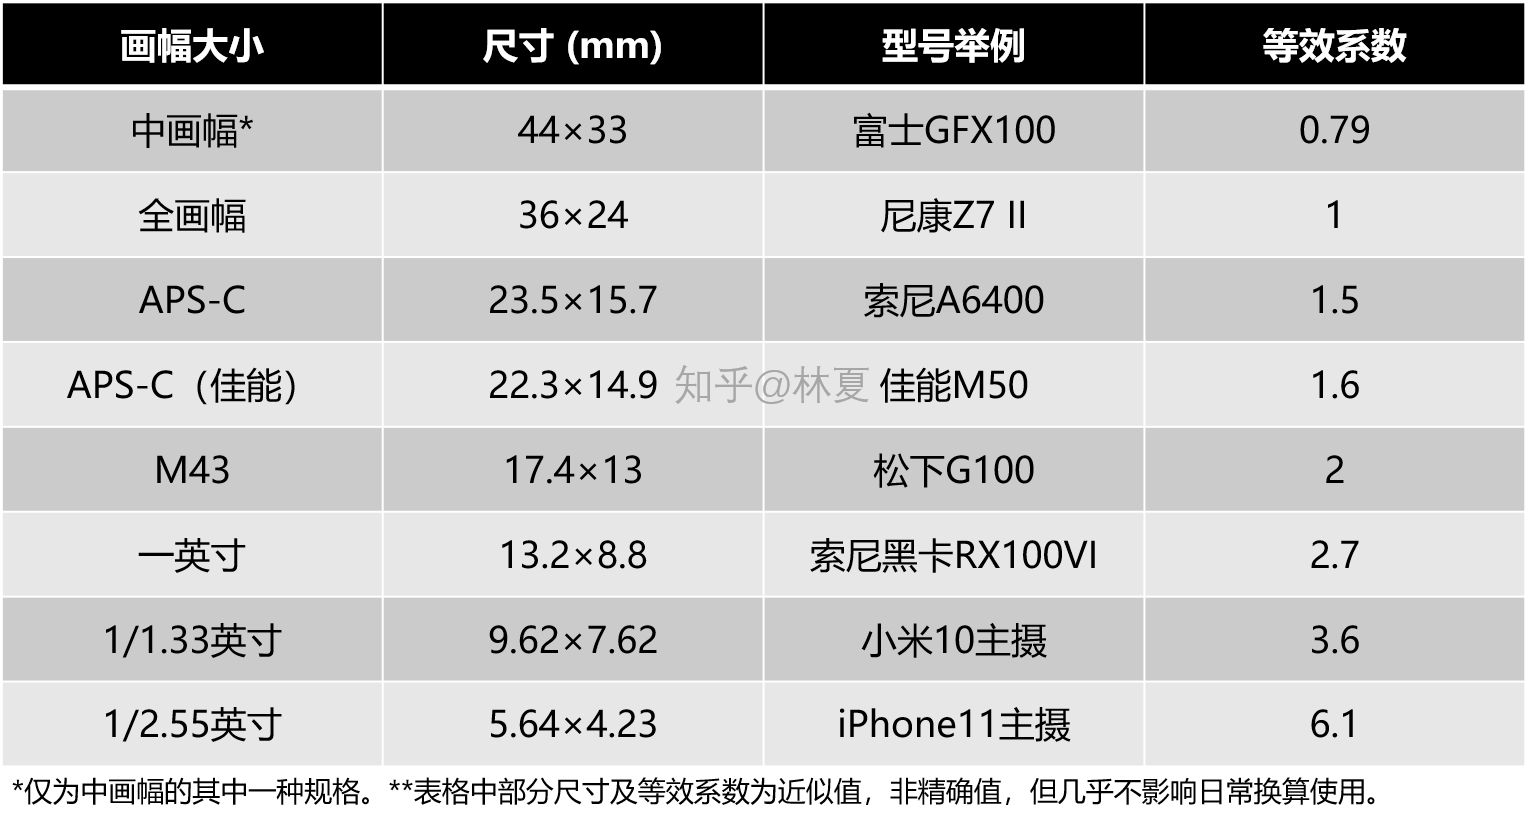 画幅大小 尺寸 (mm) 型号举例 等效系数
中画幅* 44×33 富士GFX100 0.79
全画幅 36×24 尼康Z7 II 1
APS-C 23.5×15.7 索尼A6400 1.5
APS-C（佳能） 22.3×14.9 知乎@林夏 佳能M50 1.6
M43 17.4×13 松下G100 2
一英寸 13.2×8.8 索尼黑卡RX100VI 2.7
1/1.33英寸 9.62×7.62 小米10主摄 3.6
1/2.55英寸 5.64×4.23 iPhone11主摄 6.1
*仅为中画幅的其中一种规格。**表格中部分尺寸及等效系数为近似值，非精确值，但几乎不影响日常换算使用。